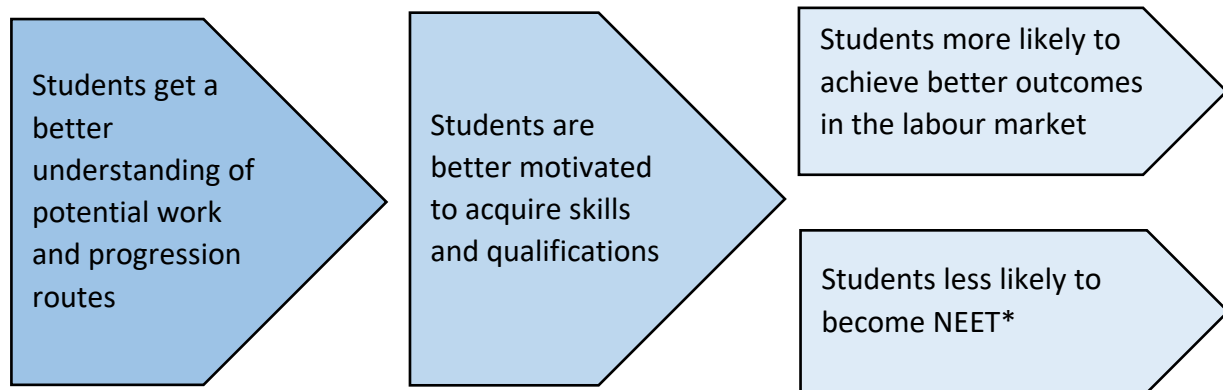 Students get a
better
understanding of
potential work
and progression
routes
Students are
better motivated
to acquire skills
and qualifications
Students more likely to
achieve better outcomes
in the labour market
Students less likely to
become NEET*